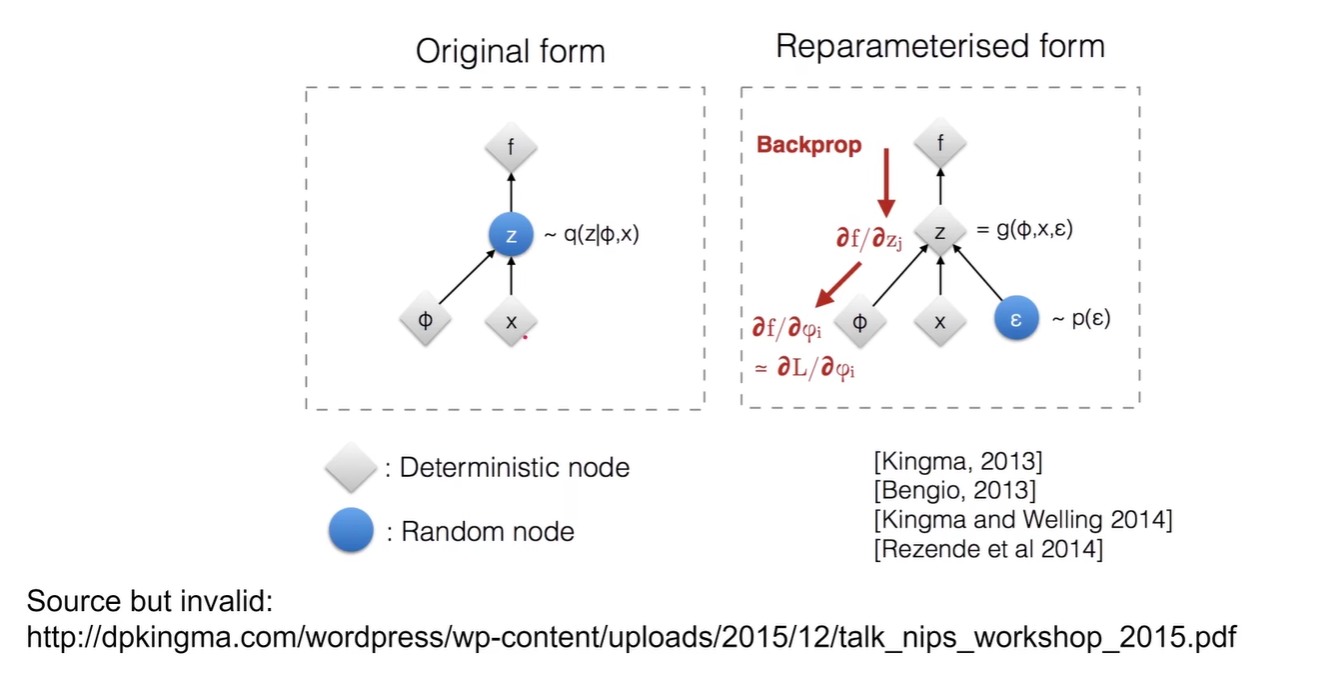 Original form
f
z ~ q(z|ϕ,x)
ϕ x
Reparameterised form
Backprop f
∂f/∂zⱼ z = g(ϕ,x,ε)
∂f/∂φᵢ ϕ x ε ~ p(ε)
≃ ∂L/∂φᵢ
: Deterministic node
: Random node
[Kingma, 2013]
[Bengio, 2013]
[Kingma and Welling 2014]
[Rezende et al 2014]
Source but invalid:
http://dpkingma.com/wordpress/wp-content/uploads/2015/12/talk_nips_workshop_2015.pdf